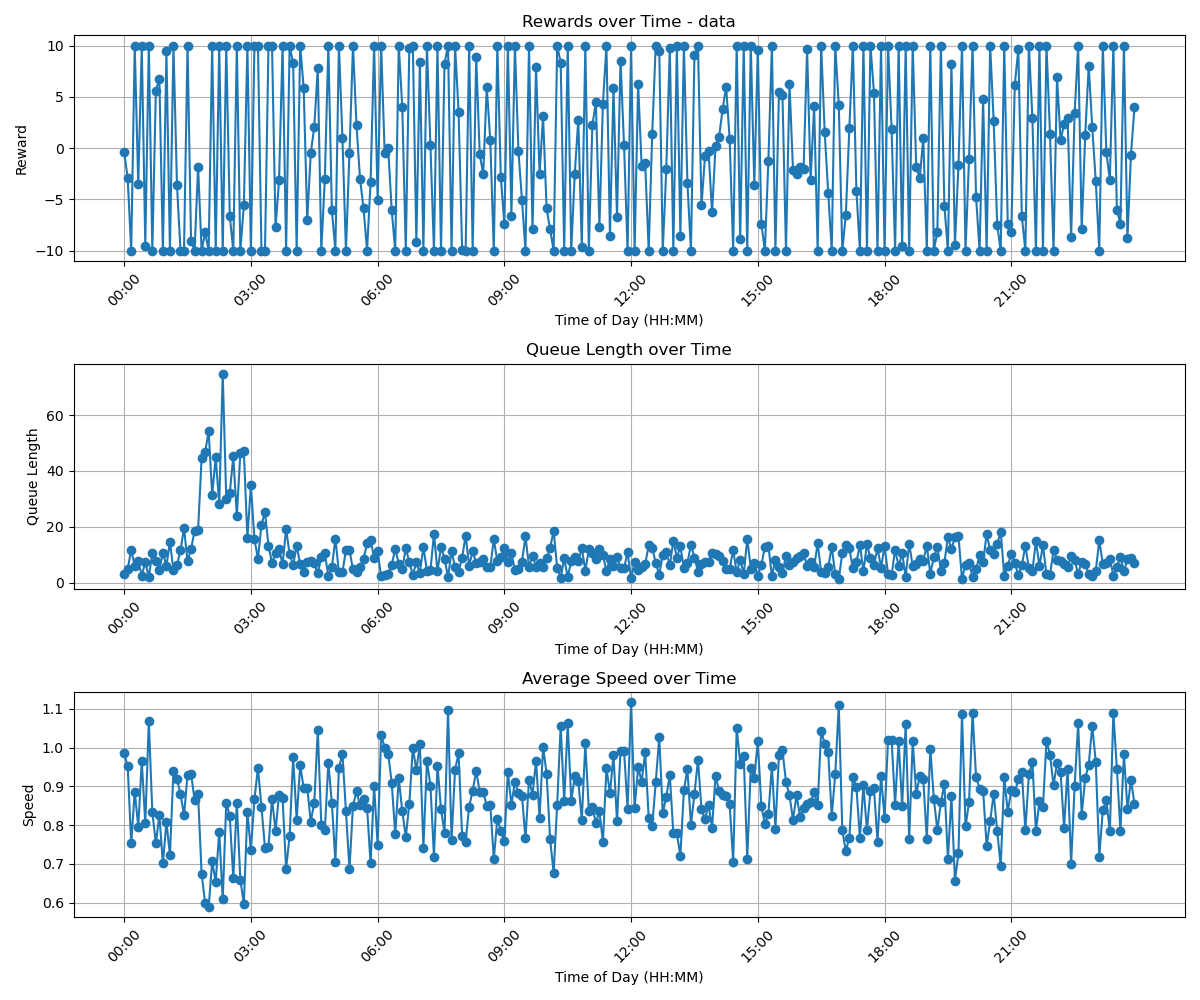 Rewards over Time - data
10
5
0
−5
−10
Reward
00:00 03:00 06:00 09:00 12:00 15:00 18:00 21:00
Time of Day (HH:MM)
Queue Length over Time
60
40
20
0
Queue Length
00:00 03:00 06:00 09:00 12:00 15:00 18:00 21:00
Time of Day (HH:MM)
Average Speed over Time
1.1
1.0
0.9
0.8
0.7
0.6
Speed
00:00 03:00 06:00 09:00 12:00 15:00 18:00 21:00
Time of Day (HH:MM)